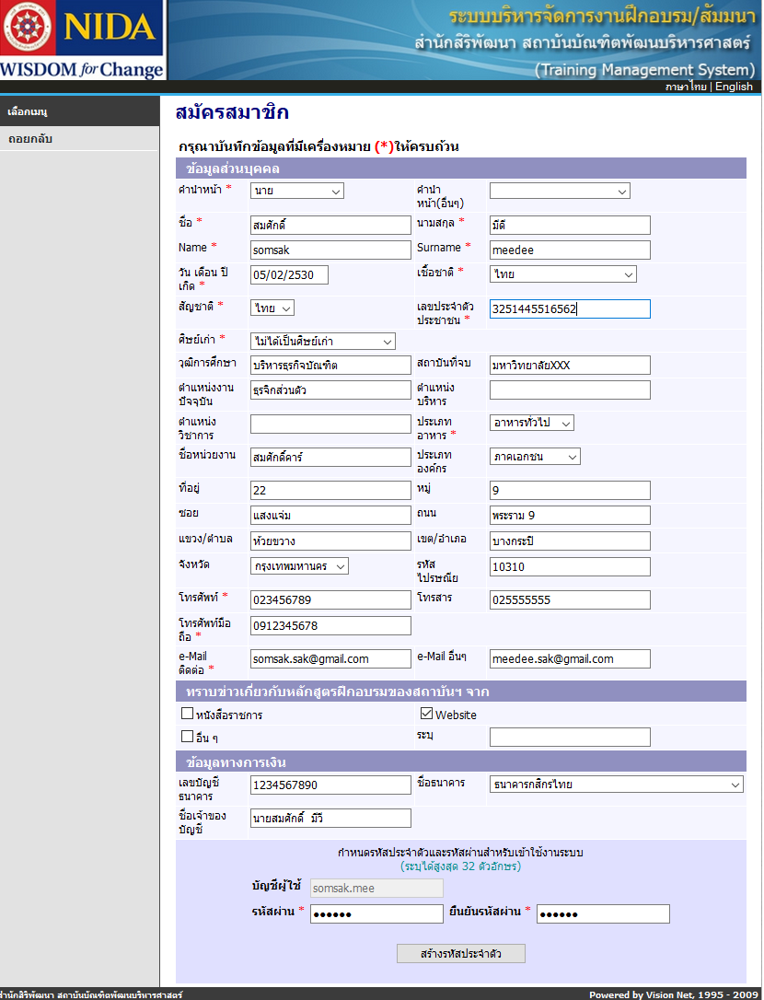 NIDA
WISDOM for Change
ระบบบริหารจัดการงานฝึกอบรม/สัมมนา
สำนักสิริพัฒนา สถาบันบัณฑิตพัฒนบริหารศาสตร์
(Training Management System)
ภาษาไทย | English
เลือกเมนู
ถอยกลับ
สมัครสมาชิก
กรุณาบันทึกข้อมูลที่มีเครื่องหมาย (*)ให้ครบถ้วน
ข้อมูลส่วนบุคคล
คำนำหน้า * นาย คำนำ
หน้า(อื่นๆ)
ชื่อ * สมศักดิ์ นามสกุล * มีดี
Name * somsak Surname * meedee
วัน เดือน ปี 05/02/2530 เชื้อชาติ * ไทย
เกิด *
สัญชาติ * ไทย เลขประจำตัว 3251445516562
ประชาชน *
ศิษย์เก่า * ไม่ได้เป็นศิษย์เก่า
วุฒิการศึกษา บริหารธุรกิจบัณฑิต สถาบันที่จบ มหาวิทยาลัยXXX
ตำแหน่งงาน ธุรจิกส่วนตัว ตำแหน่ง
ปัจจุบัน บริหาร
ตำแหน่ง ประเภท อาหารทั่วไป
วิชาการ อาหาร *
ชื่อหน่วยงาน สมศักดิ์คาร์ ประเภท ภาคเอกชน
องค์กร
ที่อยู่ 22 หมู่ 9
ซอย แสงแจ่ม ถนน พระราม 9
แขวง/ตำบล ห้วยขวาง เขต/อำเภอ บางกระปิ
จังหวัด กรุงเทพมหานคร รหัส 10310
ไปรษณีย
โทรศัพท์ * 023456789 โทรสาร 025555555
โทรศัพท์มือ 0912345678
ถือ *
e-Mail somsak.sak@gmail.com e-Mail อื่นๆ meedee.sak@gmail.com
ติดต่อ *
ทราบข่าวเกี่ยวกับหลักสูตรฝึกอบรมของสถาบันฯ จาก
หนังสือราชการ Website
อื่น ๆ ระบุ
ข้อมูลทางการเงิน
เลขบัญชี 1234567890 ชื่อธนาคาร ธนาคารกสิกรไทย
ธนาคาร
ชื่อเจ้าของ นายสมศักดิ์ มีวี
บัญชี
กำหนดรหัสประจำตัวและรหัสผ่านสำหรับเข้าใช้งานระบบ
(ระบุได้สูงสุด 32 ตัวอักษร)
บัญชีผู้ใช้ somsak.mee
รหัสผ่าน * ●●●●●● ยืนยันรหัสผ่าน * ●●●●●●
สร้างรหัสประจำตัว
สำนักสิริพัฒนา สถาบันบัณฑิตพัฒนบริหารศาสตร์ Powered by Vision Net, 1995 - 2009